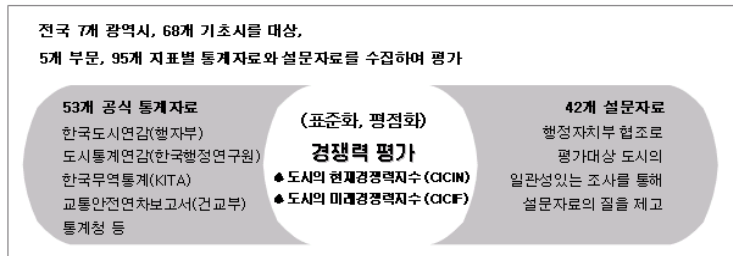 전국 7개 광역시, 68개 기초시를 대상,
5개 부문, 95개 지표별 통계자료와 설문자료를 수집하여 평가
53개 공식 통계자료
한국도시연감(행자부)
도시통계연감(한국행정연구원)
한국무역통계(KITA)
교통안전연차보고서(건교부)
통계청 등
(표준화, 평점화)
경쟁력 평가
♠ 도시의 현재경쟁력지수 (CICIN)
♠ 도시의 미래경쟁력지수 (CICIF)
42개 설문자료
행정자치부 협조로
평가대상 도시의
일관성있는 조사를 통해
설문자료의 질을 제고